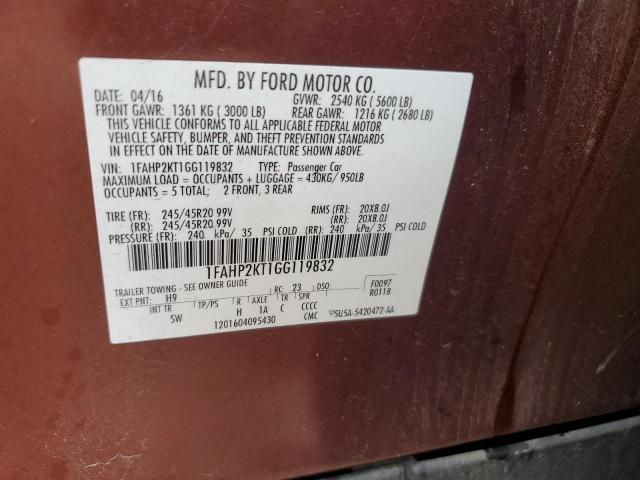 MFD. BY FORD MOTOR CO.
DATE: 04/16 GVWR: 2540 KG ( 5600 LB)
FRONT GAWR: 1361 KG ( 3000 LB) REAR GAWR: 1216 KG ( 2680 LB)
THIS VEHICLE CONFORMS TO ALL APPLICABLE FEDERAL MOTOR
VEHICLE SAFETY, BUMPER, AND THEFT PREVENTION STANDARDS
IN EFFECT ON THE DATE OF MANUFACTURE SHOWN ABOVE.
VIN: 1FAHP2KT1GG119832 TYPE: Passenger Car
MAXIMUM LOAD = OCCUPANTS + LUGGAGE = 430KG/ 950LB
OCCUPANTS = 5 TOTAL; 2 FRONT, 3 REAR
TIRE (FR): 245/45R20 99V RIMS (FR): 20X8.0J
(RR): 245/45R20 99V (RR): 20X8.0J
PRESSURE (FR): 240 kPa/ 35 PSI COLD (RR): 240 kPa/ 35 PSI COLD
1FAHP2KT1GG119832
TRAILER TOWING - SEE OWNER GUIDE F0097
EXT PNT: H9 RC: 23 DSO: R0118
INT TR TP/PS R AXLE TR SPR
SW H 1A C CCCC
1201604095430 CMC 5U5A-5420472-AA